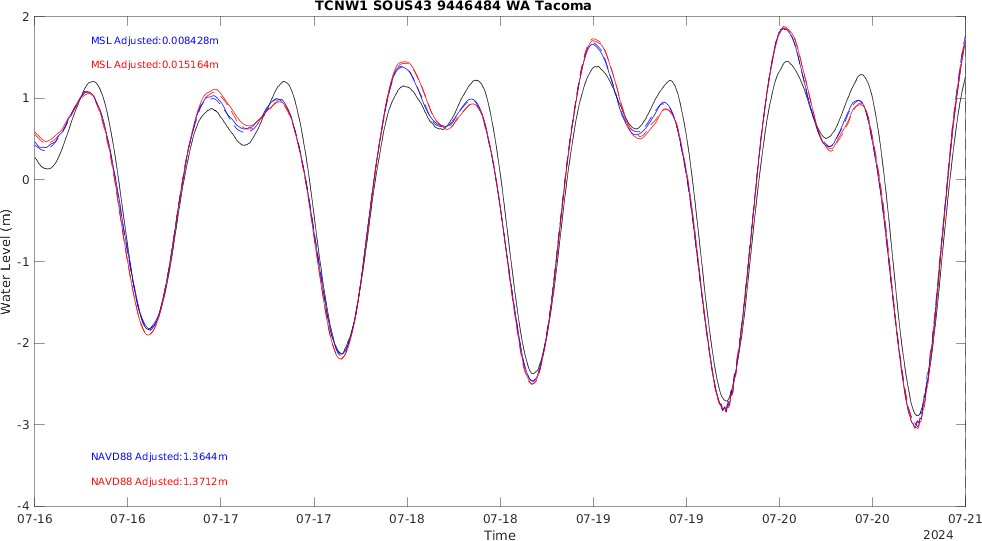 TCNW1 SOUS43 9446484 WA Tacoma
2
MSL Adjusted:0.008428m
MSL Adjusted:0.015164m
1
0
-1
-2
-3
-4
Water Level (m)
NAVD88 Adjusted:1.3644m
NAVD88 Adjusted:1.3712m
07-16 07-16 07-17 07-17 07-18 07-18 07-19 07-19 07-20 07-20 07-21
Time
2024